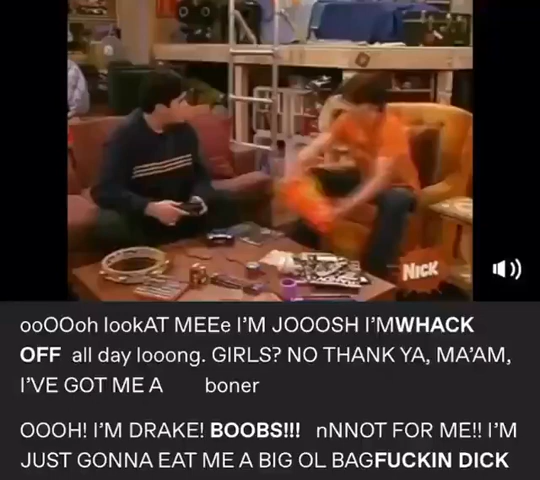 NICK
ooOOoh lookAT MEEe I'M JOOOSH I'MWHACK
OFF all day looong. GIRLS? NO THANK YA, MA'AM,
I'VE GOT ME A boner
OOOH! I'M DRAKE! BOOBS!!! nNNOT FOR ME!! I'M
JUST GONNA EAT ME A BIG OL BAGFUCKIN DICK